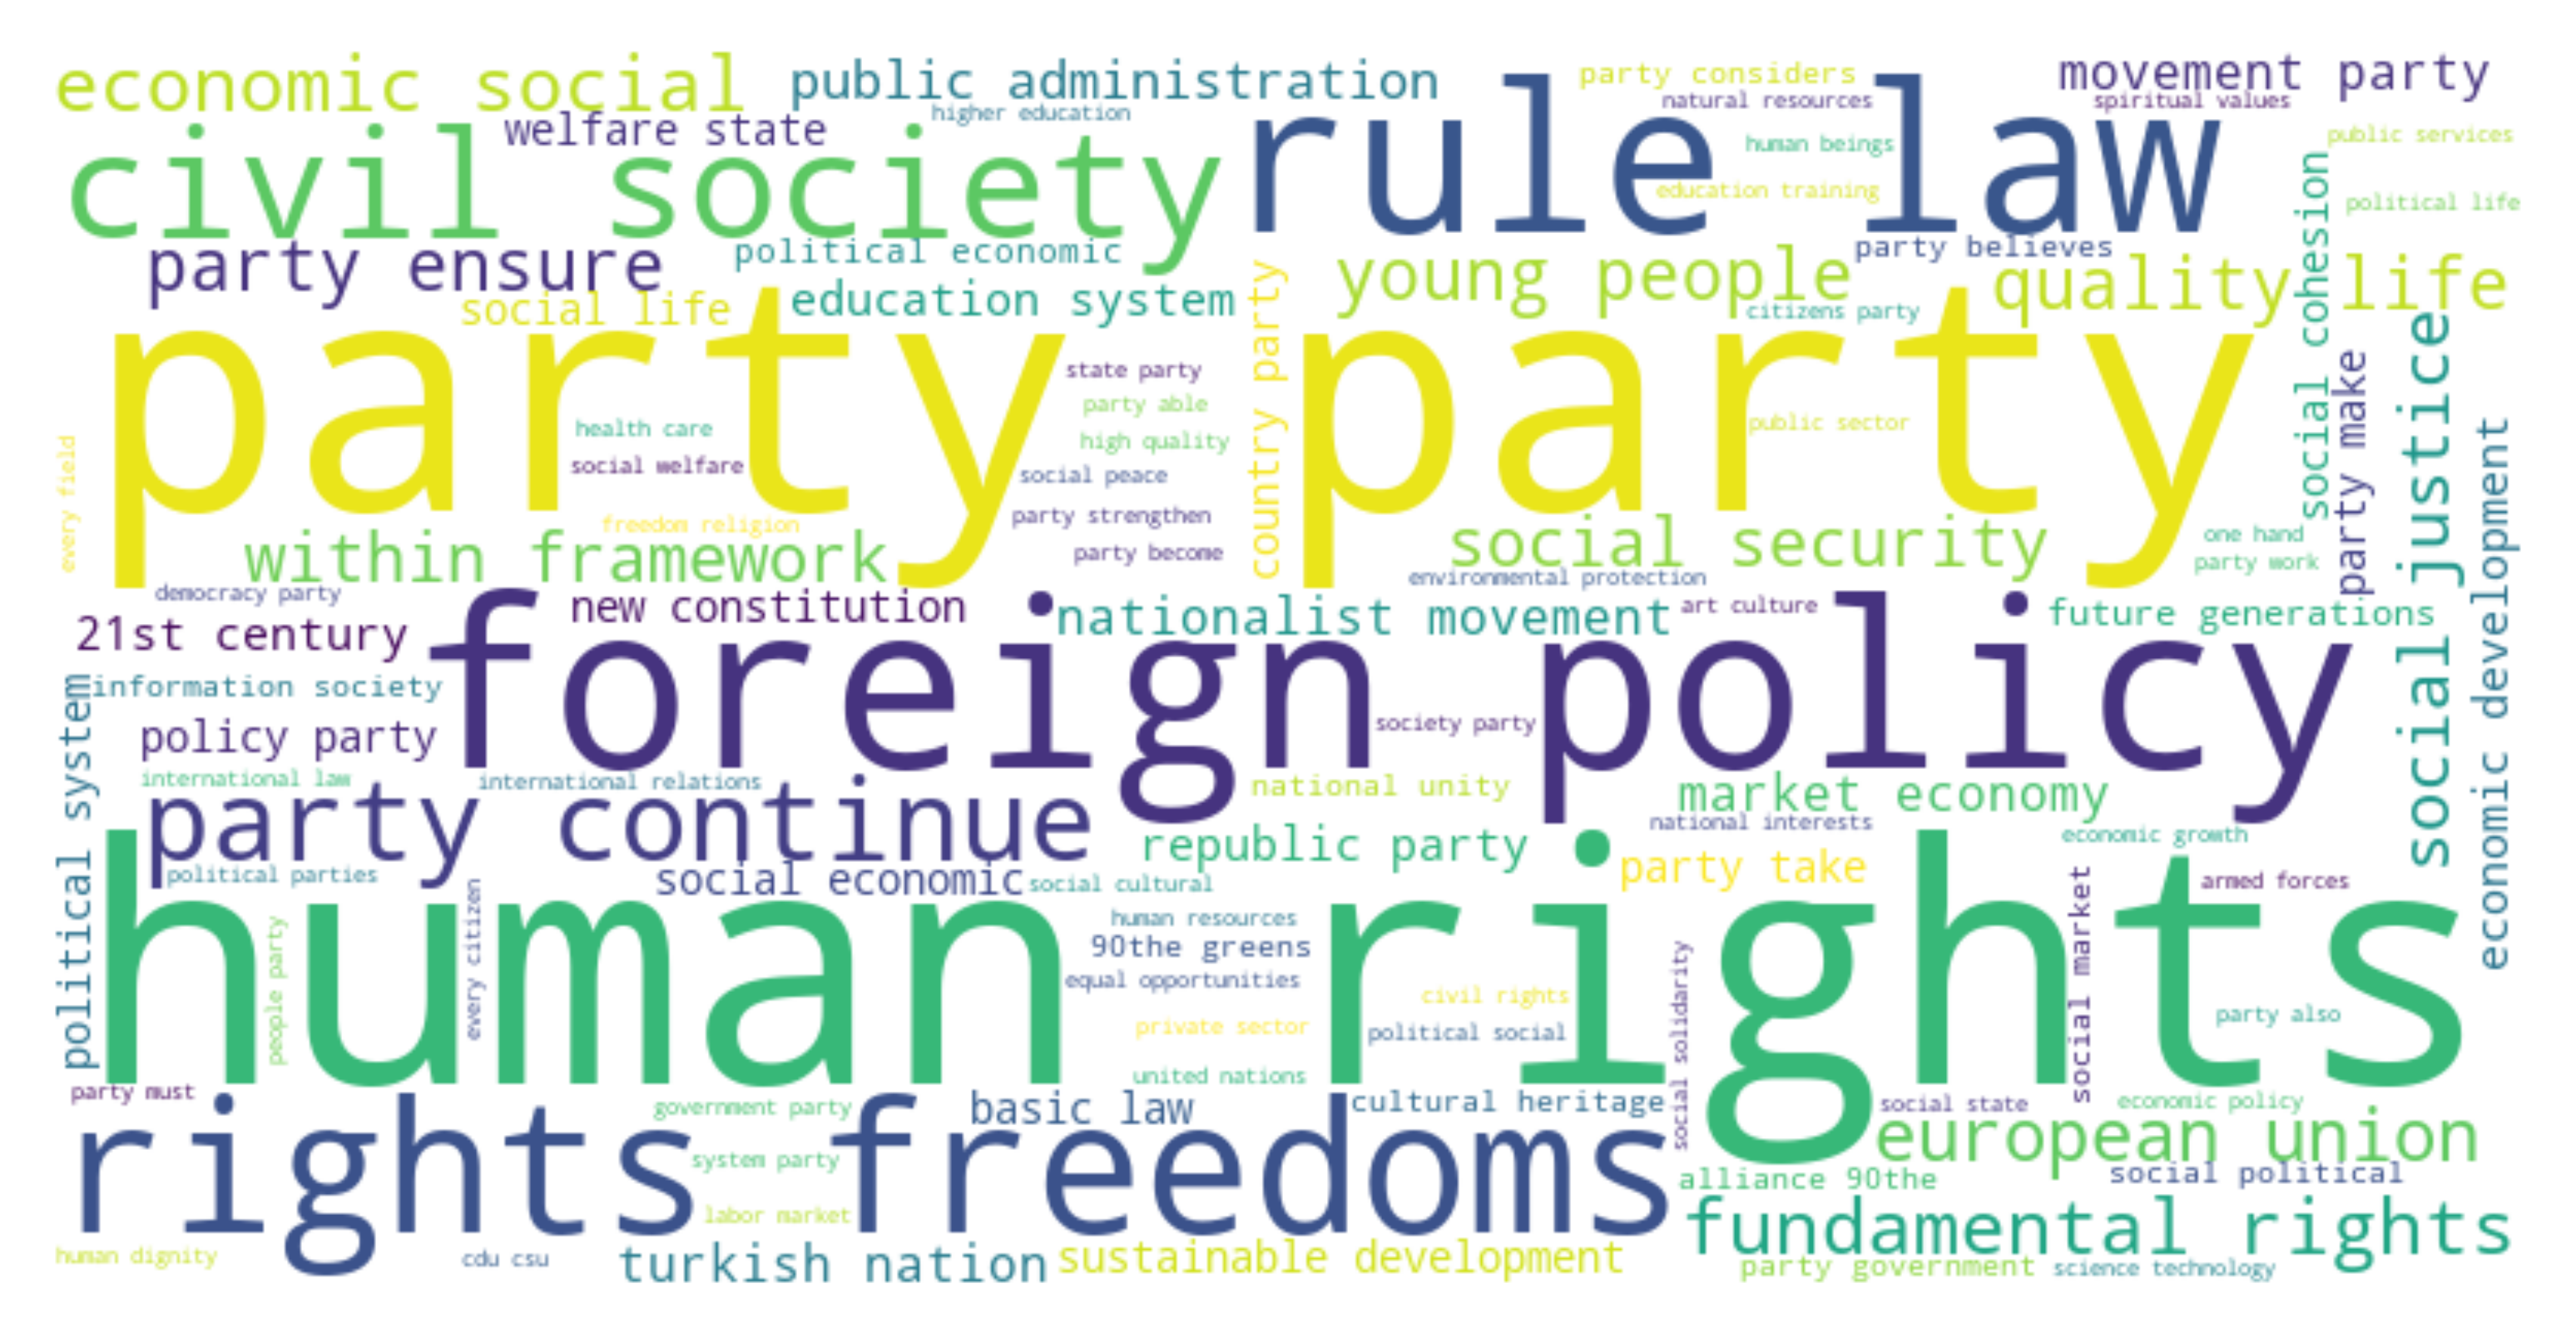 economic social
public administration
party considers
movement party
higher education
natural resources
spiritual values
welfare state
civil society
rule law
human beings
public services
education training
political life
social cohesion
party ensure
political economic
party believes
young people
quality life
social life
education system
country party
citizens party
party party
state party
party able
high quality
health care
social welfare
social peace
public sector
party make
social justice
economic development
every field
freedom religion
party strengthen
party become
within framework
social security
one hand
party work
environmental protection
democracy party
new constitution
nationalist movement
art culture
future generations
21st century
foreign policy
information society
political system
policy party
society party
international law
international relations
national unity
market economy
party continue
republic party
national interests
party take
economic growth
political parties
social economic
social cultural
armed forces
human rights
people party
every citizen
human resources
90the greens
equal opportunities
civil rights
private sector
political social
social solidarity
social market
party also
united nations
party must
government party
basic law
cultural heritage
social state
economic policy
rights freedoms
european union
system party
alliance 90the
social political
labor market
fundamental rights
human dignity
cdu csu
turkish nation
sustainable development
party government
science technology